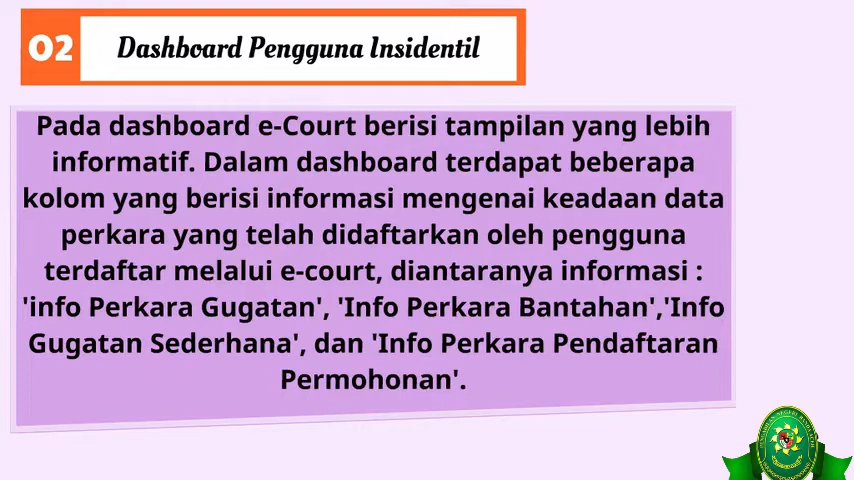 02
Dashboard Pengguna Insidentil
Pada dashboard e-Court berisi tampilan yang lebih
informatif. Dalam dashboard terdapat beberapa
kolom yang berisi informasi mengenai keadaan data
perkara yang telah didaftarkan oleh pengguna
terdaftar melalui e-court, diantaranya informasi :
'info Perkara Gugatan', 'Info Perkara Bantahan','Info
Gugatan Sederhana', dan 'Info Perkara Pendaftaran
Permohonan'.